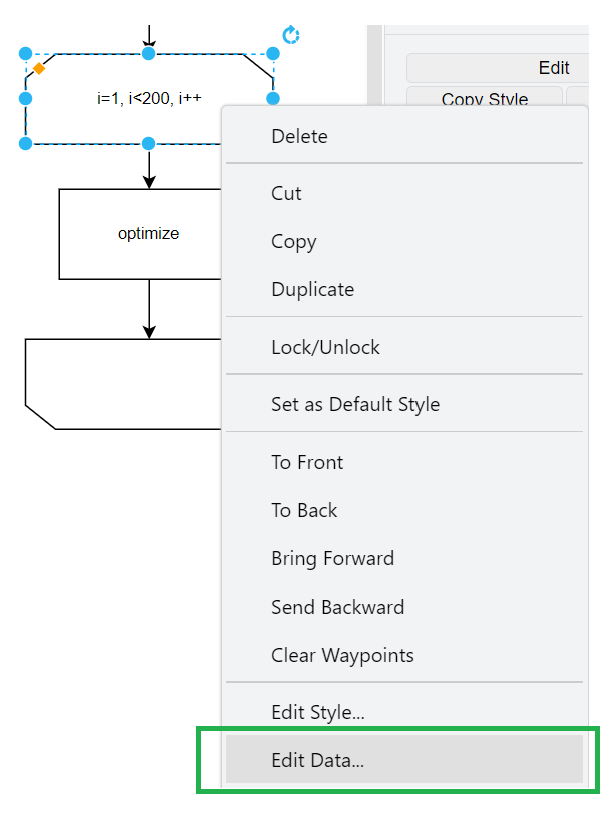 Edit
i=1, i<200, i++
Copy Style
Delete
Cut
Copy
optimize
Duplicate
Lock/Unlock
Set as Default Style
To Front
To Back
Bring Forward
Send Backward
Clear Waypoints
Edit Style...
Edit Data...